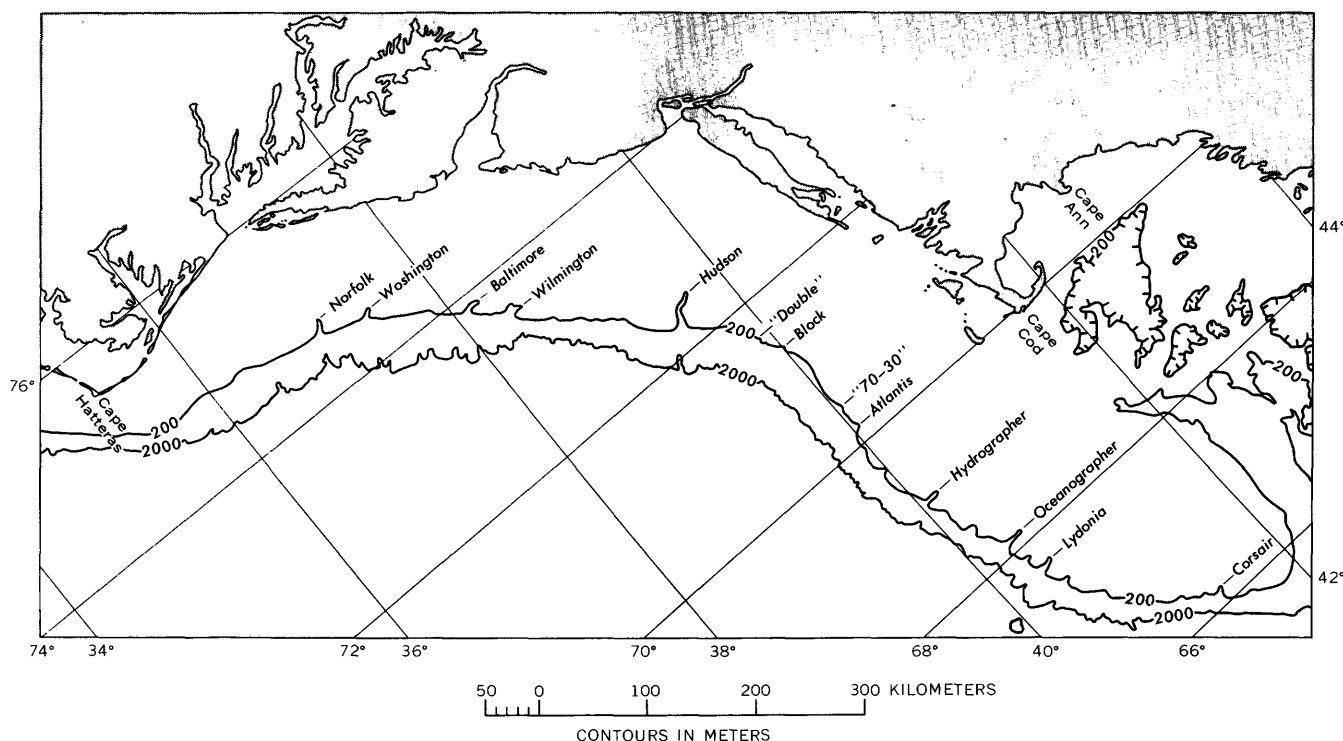 Cape
Ann
200
44°
Hudson
Baltimore
Wilmington
Woshington
Norfolk
"Double"
Block
200
Cape
Cod
2000
"70-30"
Atlantis
200
76°
Cape
Hatteras
200
2000
Hydrographer
Oceanographer
Lydonia
Corsair
42°
200
2000
74° 34° 72° 36° 70° 38° 68° 40° 66°
50 0 100 200 300 KILOMETERS
CONTOURS IN METERS